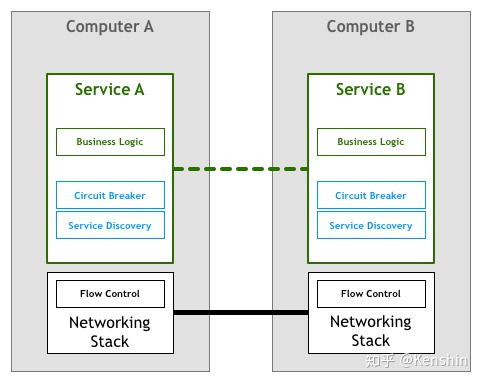 Computer A
Service A
Business Logic
Circuit Breaker
Service Discovery
Flow Control
Networking
Stack
Computer B
Service B
Business Logic
Circuit Breaker
Service Discovery
Flow Control
Networking
Stack
知乎 @Kenshin